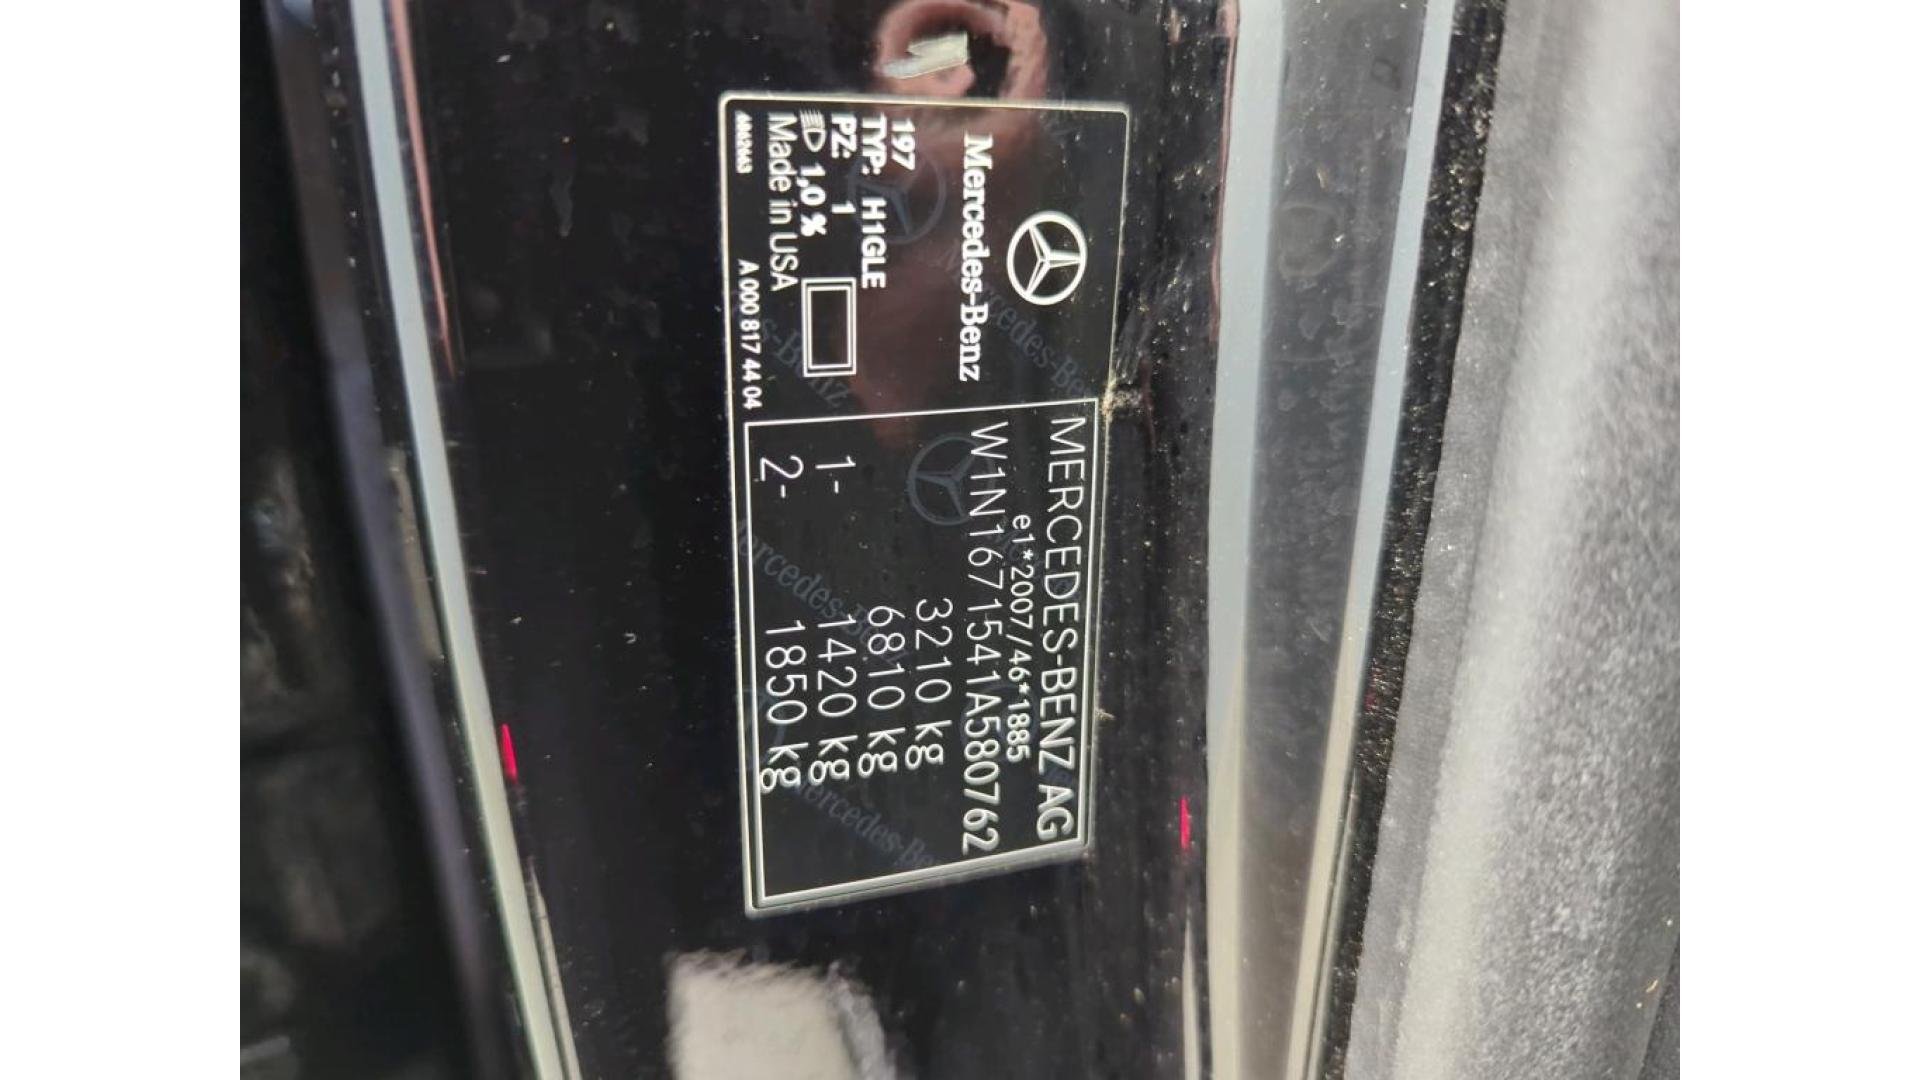 Mercedes-Benz
197
TYP: H1GLE
PZ: 1
1,0 %
Made in USA
A862663 A 000 817 44 04
MERCEDES-BENZ AG
e1*2007/46*1885
W1N1671541A580762
3210 kg
6810 kg
1- 1420 kg
2- 1850 kg